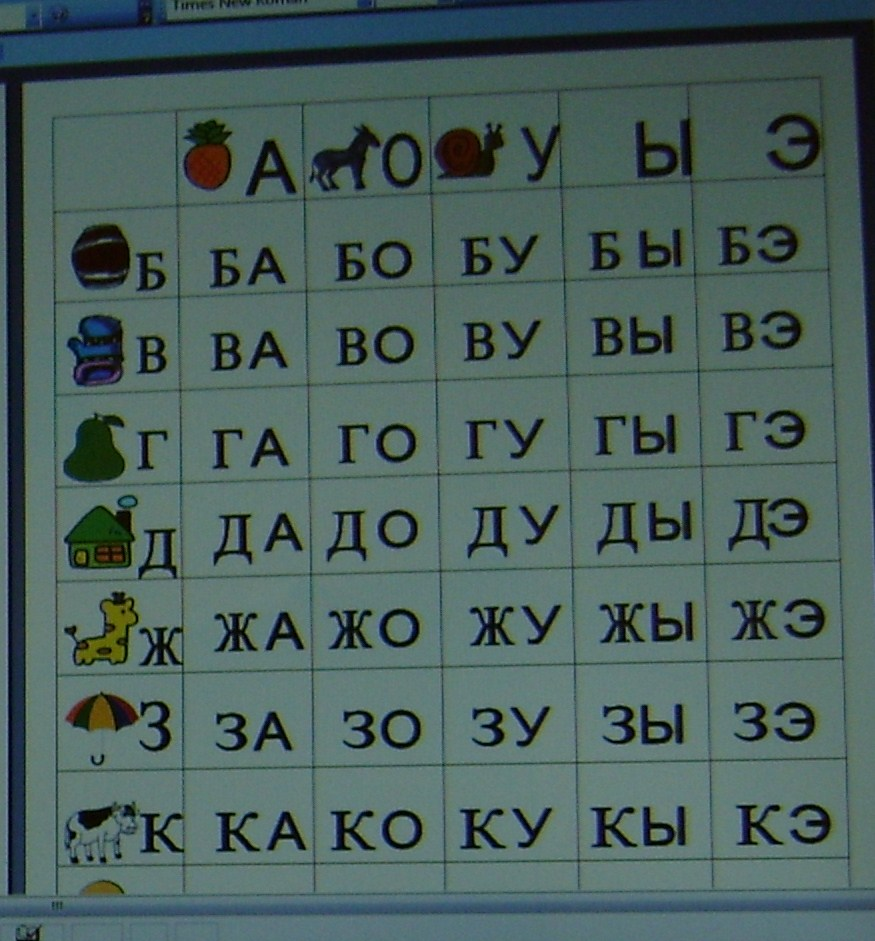 Times New Roman
А О У Ы Э
Б БА БО БУ БЫ БЭ
В ВА ВО ВУ ВЫ ВЭ
Г ГА ГО ГУ ГЫ ГЭ
Д ДА ДО ДУ ДЫ ДЭ
Ж ЖА ЖО ЖУ ЖЫ ЖЭ
З ЗА ЗО ЗУ ЗЫ ЗЭ
К КА КО КУ КЫ КЭ